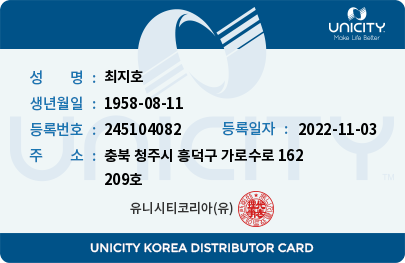 UNICITY
Make Life Better
성 명 : 최지호
생년월일 : 1958-08-11
등록번호 : 245104082 등록일자 : 2022-11-03
주 소 : 충북 청주시 흥덕구 가로수로 162
209호
UNICITY
TM
유니시티코리아(유)
UNICITY KOREA DISTRIBUTOR CARD